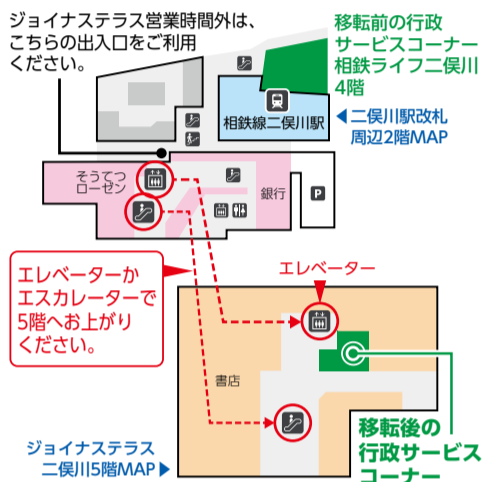 ジョイナステラス営業時間外は、
こちらの出入口をご利用
ください。
移転前の行政
サービスコーナー
相鉄ライフ二俣川
4階
相鉄線二俣川駅
◀二俣川駅改札
周辺2階MAP
そうてつ
ローゼン
銀行
P
エレベーターか
エスカレーターで
5階へお上がり
ください。
エレベーター
書店
移転後の
行政サービス
コーナー
ジョイナステラス
二俣川5階MAP▶